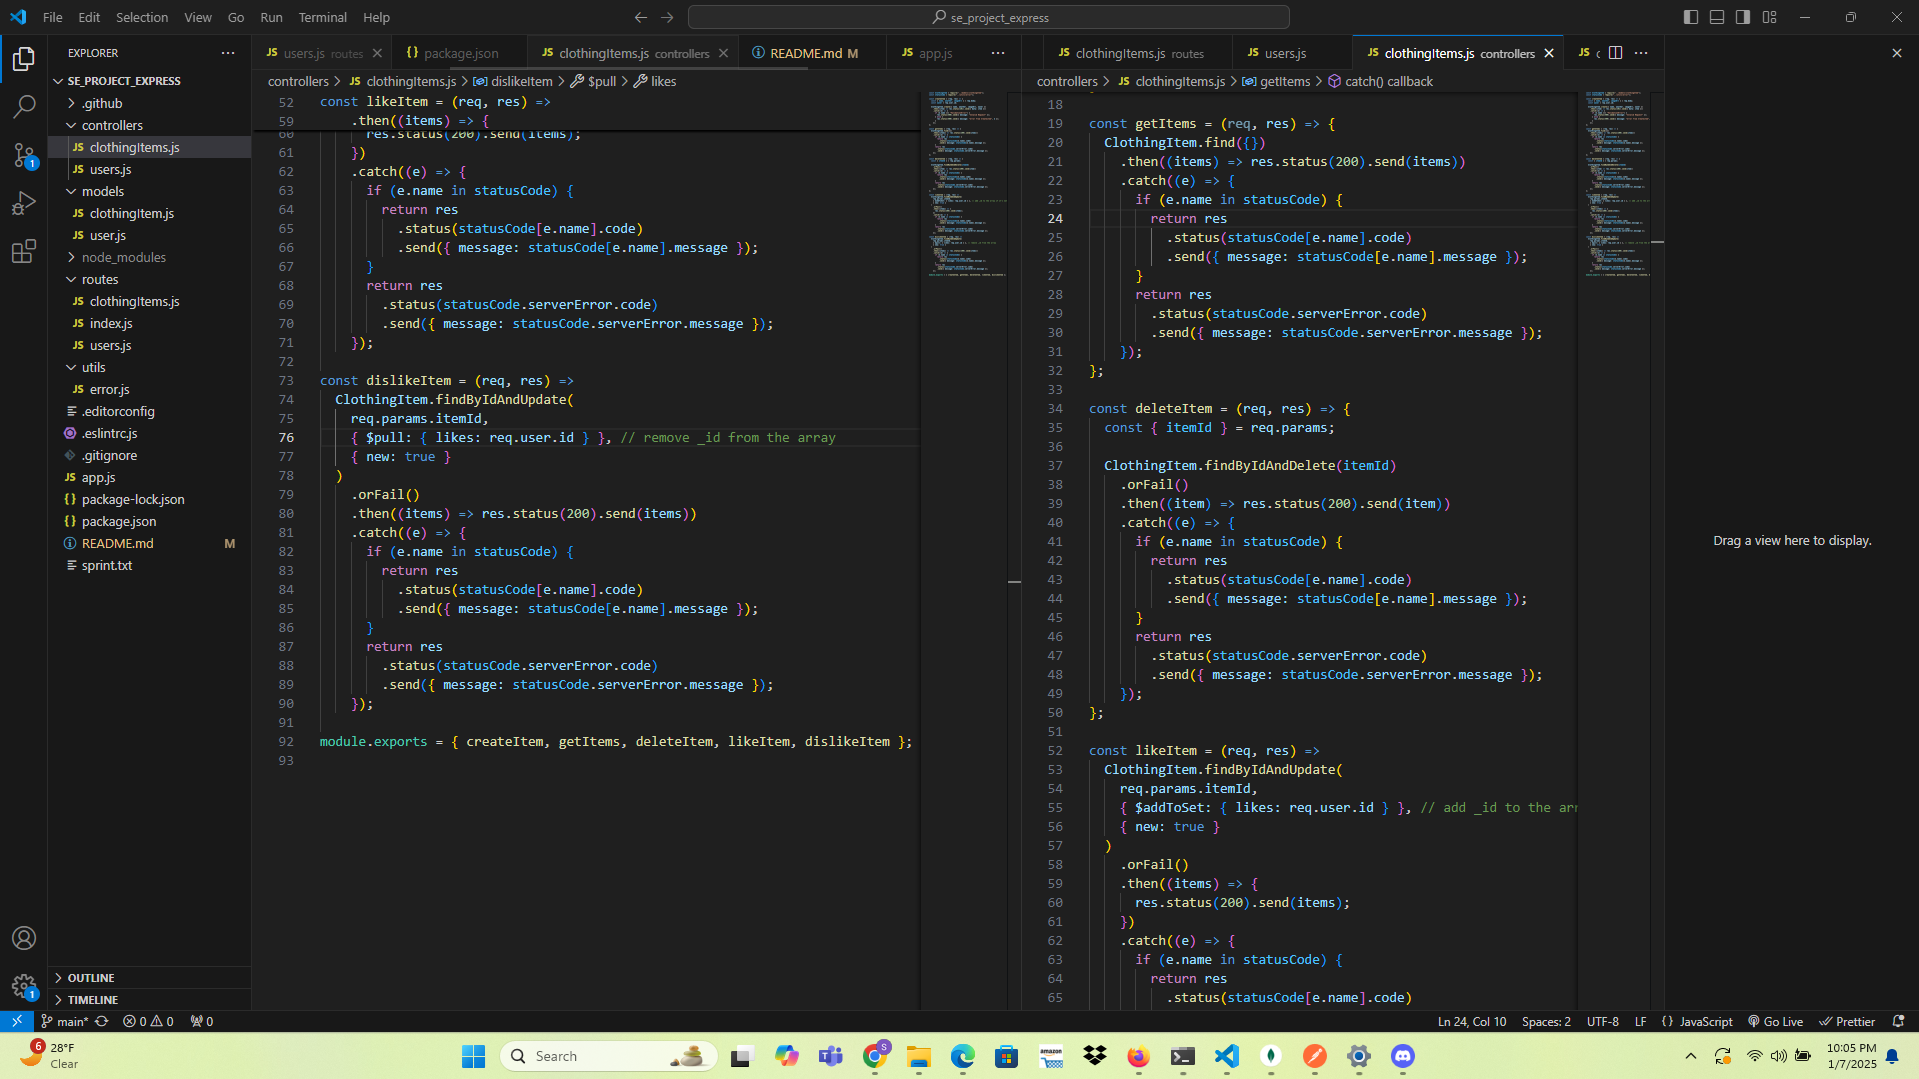 File Edit Selection View Go Run Terminal Help
se_project_express
EXPLORER
SE_PROJECT_EXPRESS
.github
controllers
JS clothingItems.js
JS users.js
models
JS clothingItem.js
JS user.js
node_modules
routes
JS clothingItems.js
JS index.js
JS users.js
utils
JS error.js
.editorconfig
.eslintrc.js
.gitignore
JS app.js
{} package-lock.json
{} package.json
README.md M
sprint.txt
OUTLINE
TIMELINE
1
1
JS users.js routes
{} package.json
JS clothingItems.js controllers
README.md M
JS app.js
controllers > JS clothingItems.js > dislikeItem > $pull > likes
52 const likeItem = (req, res) =>
59 .then((items) => {
60 res.status(200).send(items);
61 })
62 .catch((e) => {
63 if (e.name in statusCode) {
64 return res
65 .status(statusCode[e.name].code)
66 .send({ message: statusCode[e.name].message });
67 }
68 return res
69 .status(statusCode.serverError.code)
70 .send({ message: statusCode.serverError.message });
71 });
72
73 const dislikeItem = (req, res) =>
74 ClothingItem.findByIdAndUpdate(
75 req.params.itemId,
76 { $pull: { likes: req.user.id } }, // remove _id from the array
77 { new: true }
78 )
79 .orFail()
80 .then((items) => res.status(200).send(items))
81 .catch((e) => {
82 if (e.name in statusCode) {
83 return res
84 .status(statusCode[e.name].code)
85 .send({ message: statusCode[e.name].message });
86 }
87 return res
88 .status(statusCode.serverError.code)
89 .send({ message: statusCode.serverError.message });
90 });
91
92 module.exports = { createItem, getItems, deleteItem, likeItem, dislikeItem };
93
JS clothingItems.js routes
JS users.js
JS clothingItems.js controllers
JS c
controllers > JS clothingItems.js > getItems > catch() callback
18
19 const getItems = (req, res) => {
20 ClothingItem.find({})
21 .then((items) => res.status(200).send(items))
22 .catch((e) => {
23 if (e.name in statusCode) {
24 return res
25 .status(statusCode[e.name].code)
26 .send({ message: statusCode[e.name].message });
27 }
28 return res
29 .status(statusCode.serverError.code)
30 .send({ message: statusCode.serverError.message });
31 });
32 };
33
34 const deleteItem = (req, res) => {
35 const { itemId } = req.params;
36
37 ClothingItem.findByIdAndDelete(itemId)
38 .orFail()
39 .then((item) => res.status(200).send(item))
40 .catch((e) => {
41 if (e.name in statusCode) {
42 return res
43 .status(statusCode[e.name].code)
44 .send({ message: statusCode[e.name].message });
45 }
46 return res
47 .status(statusCode.serverError.code)
48 .send({ message: statusCode.serverError.message });
49 });
50 };
51
52 const likeItem = (req, res) =>
53 ClothingItem.findByIdAndUpdate(
54 req.params.itemId,
55 { $addToSet: { likes: req.user.id } }, // add _id to the arr
56 { new: true }
57 )
58 .orFail()
59 .then((items) => {
60 res.status(200).send(items);
61 })
62 .catch((e) => {
63 if (e.name in statusCode) {
64 return res
65 .status(statusCode[e.name].code)
Drag a view here to display.
main* 0 0 0
Ln 24, Col 10 Spaces: 2 UTF-8 LF {} JavaScript Go Live Prettier
6 28°F
Clear
Search
S
amazon
10:05 PM
1/7/2025